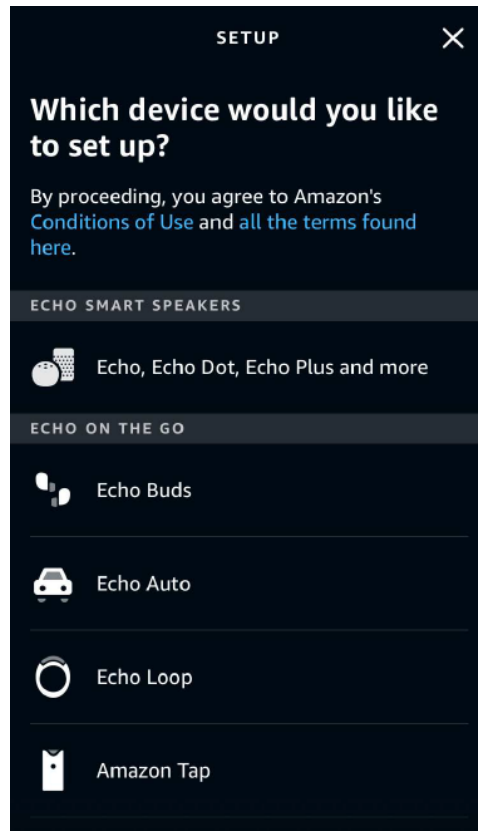 SETUP
Which device would you like
to set up?
By proceeding, you agree to Amazon's
Conditions of Use and all the terms found
here.
ECHO SMART SPEAKERS
Echo, Echo Dot, Echo Plus and more
ECHO ON THE GO
Echo Buds
Echo Auto
Echo Loop
Amazon Tap